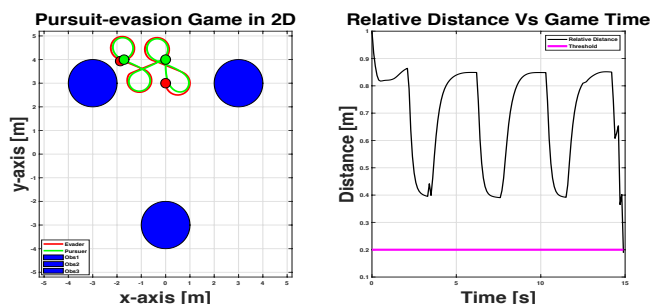 Pursuit-evasion Game in 2D
5
4
3
2
1
0
-1
-2
-3
-4
-5
y-axis [m]
Evader
Pursuer
Obs1
Obs2
Obs3
-5 -4 -3 -2 -1 0 1 2 3 4 5
x-axis [m]
Relative Distance Vs Game Time
Relative Distance
Threshold
1
0.9
0.8
0.7
0.6
0.5
0.4
0.3
0.2
0.1
Distance [m]
0 5 10 15
Time [s]